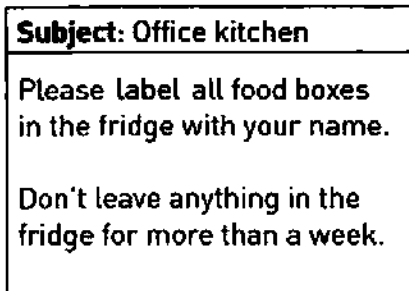 Subject: Office kitchen
Please label all food boxes
in the fridge with your name.
Don't leave anything in the
fridge for more than a week.